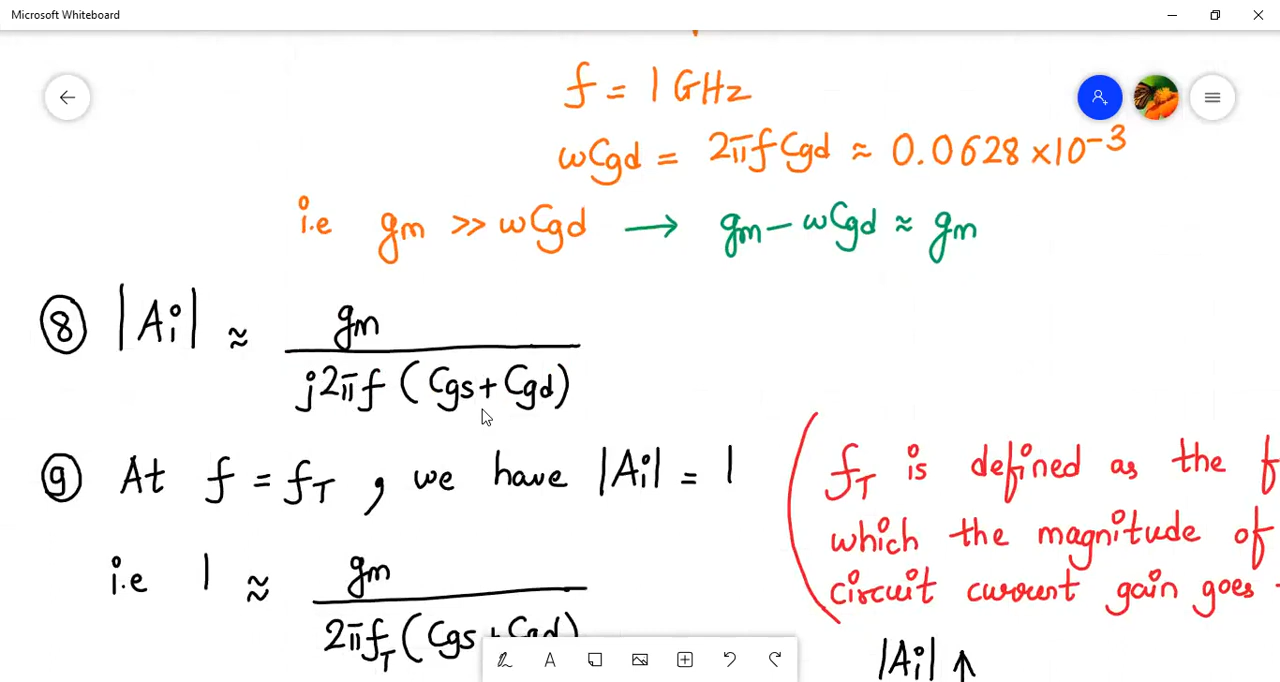 Microsoft Whiteboard
f = 1 GHz
ωCgd = 2πf Cgd ≈ 0.0628 × 10⁻³
i.e gm >> ωCgd → gm - ωCgd ≈ gm
⑧ |Ai| ≈ gm
j2πf (Cgs + Cgd)
⑨ At f = fT , we have |Ai| = 1
i.e 1 ≈ gm
2πfT (Cgs + Cgd)
fT is defined as the f
which the magnitude of
circuit current gain goes
|Ai| ↑